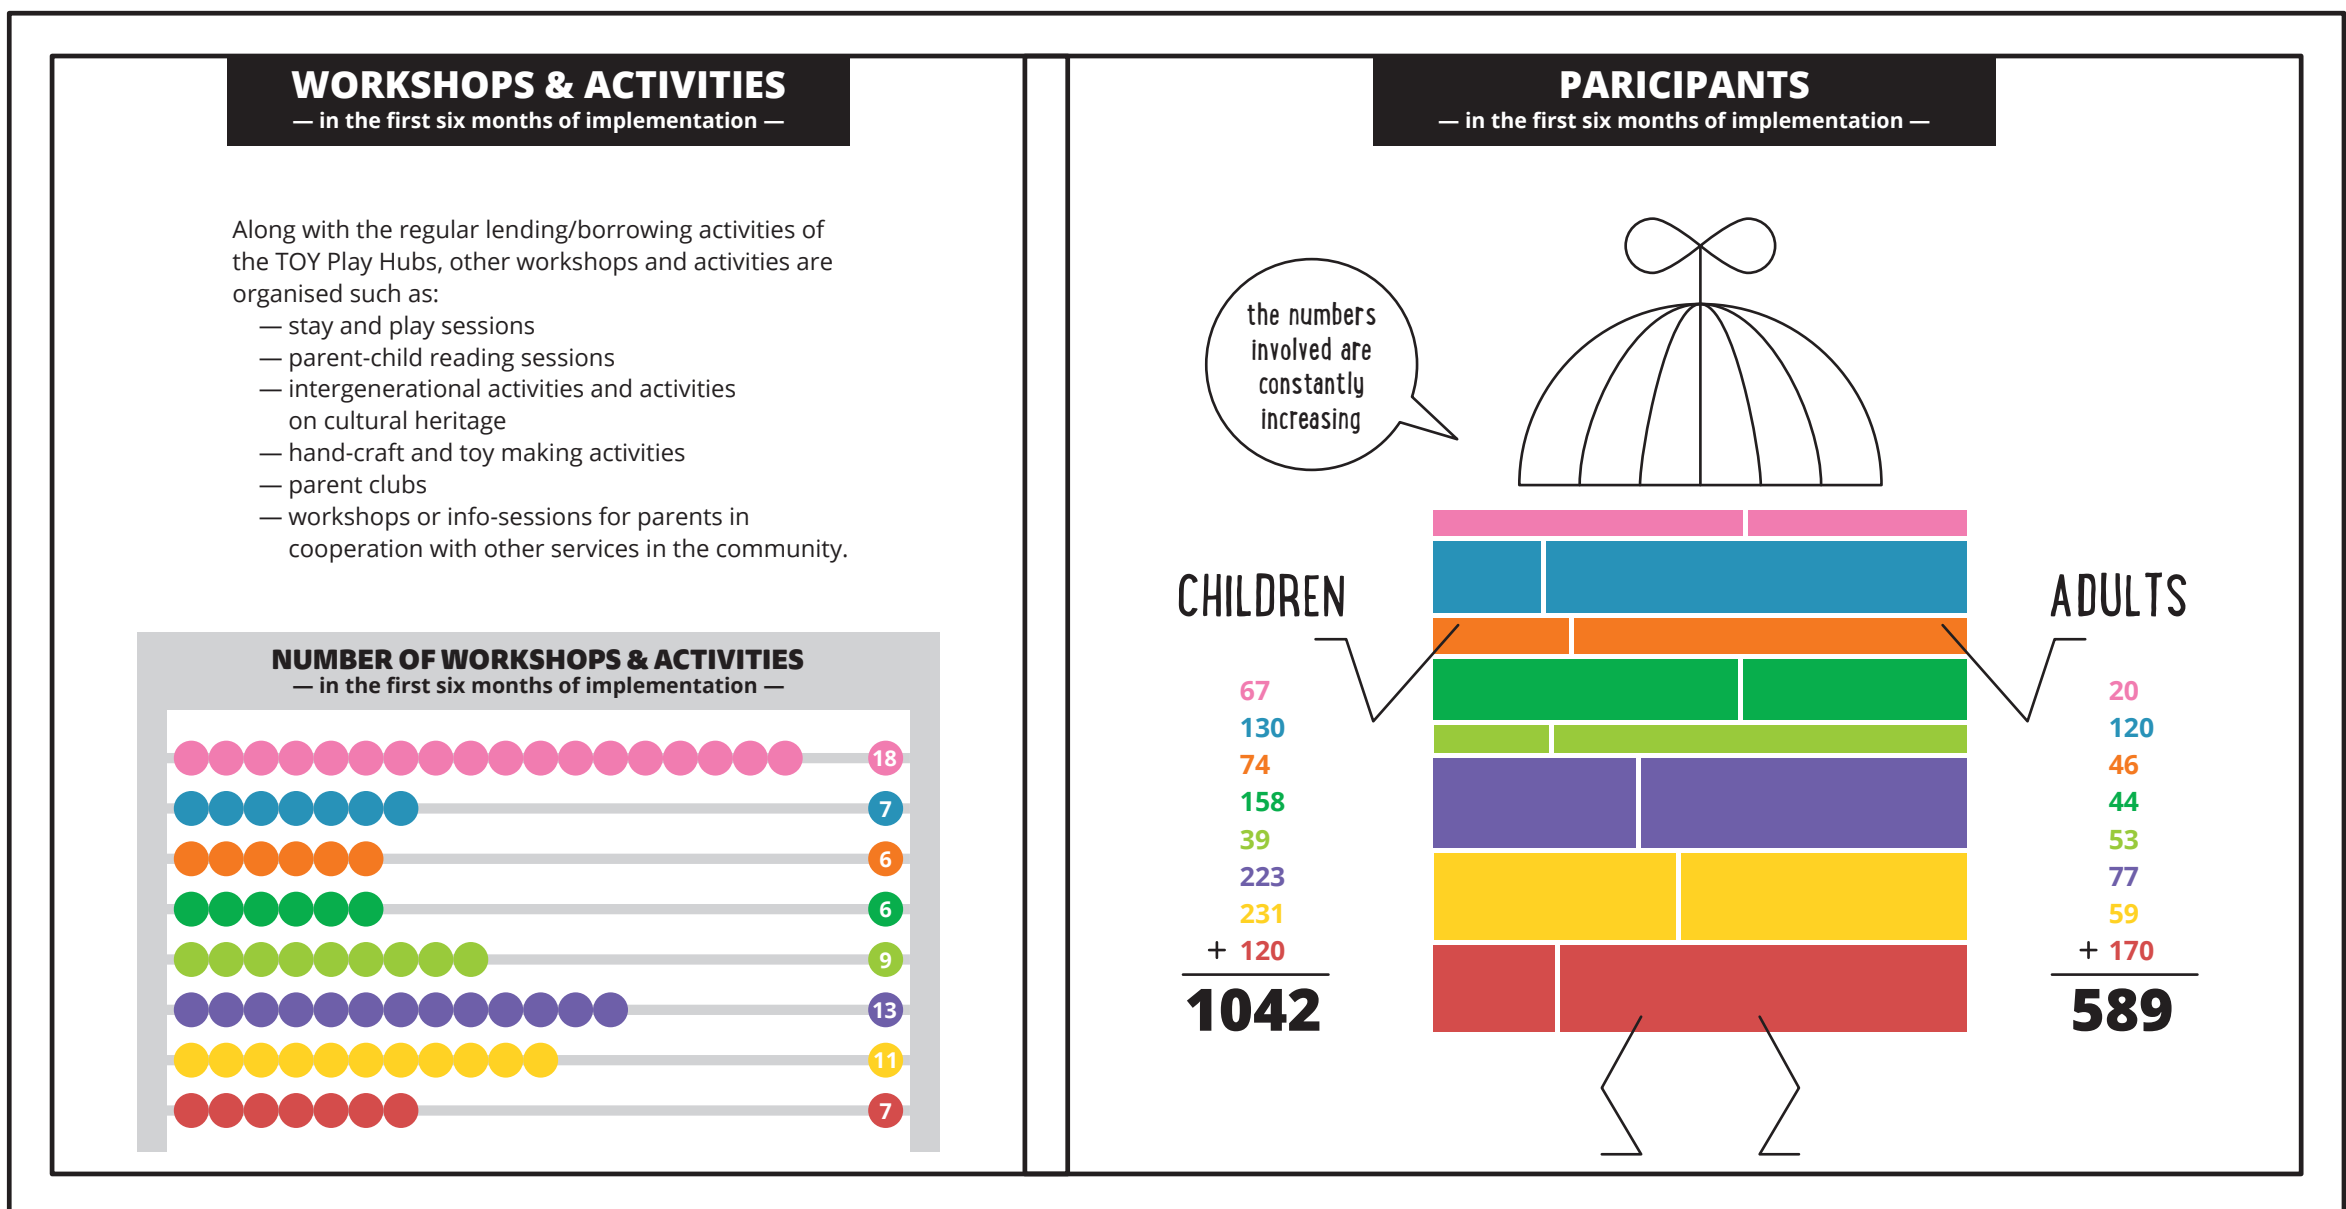 WORKSHOPS & ACTIVITIES
— in the first six months of implementation —
Along with the regular lending/borrowing activities of
the TOY Play Hubs, other workshops and activities are
organised such as:
— stay and play sessions
— parent-child reading sessions
— intergenerational activities and activities
on cultural heritage
— hand-craft and toy making activities
— parent clubs
— workshops or info-sessions for parents in
cooperation with other services in the community.
NUMBER OF WORKSHOPS & ACTIVITIES
— in the first six months of implementation —
18
7
6
6
9
13
11
7
PARICIPANTS
— in the first six months of implementation —
the numbers
involved are
constantly
increasing
CHILDREN
67
130
74
158
39
223
231
+ 120
1042
ADULTS
20
120
46
44
53
77
59
+ 170
589